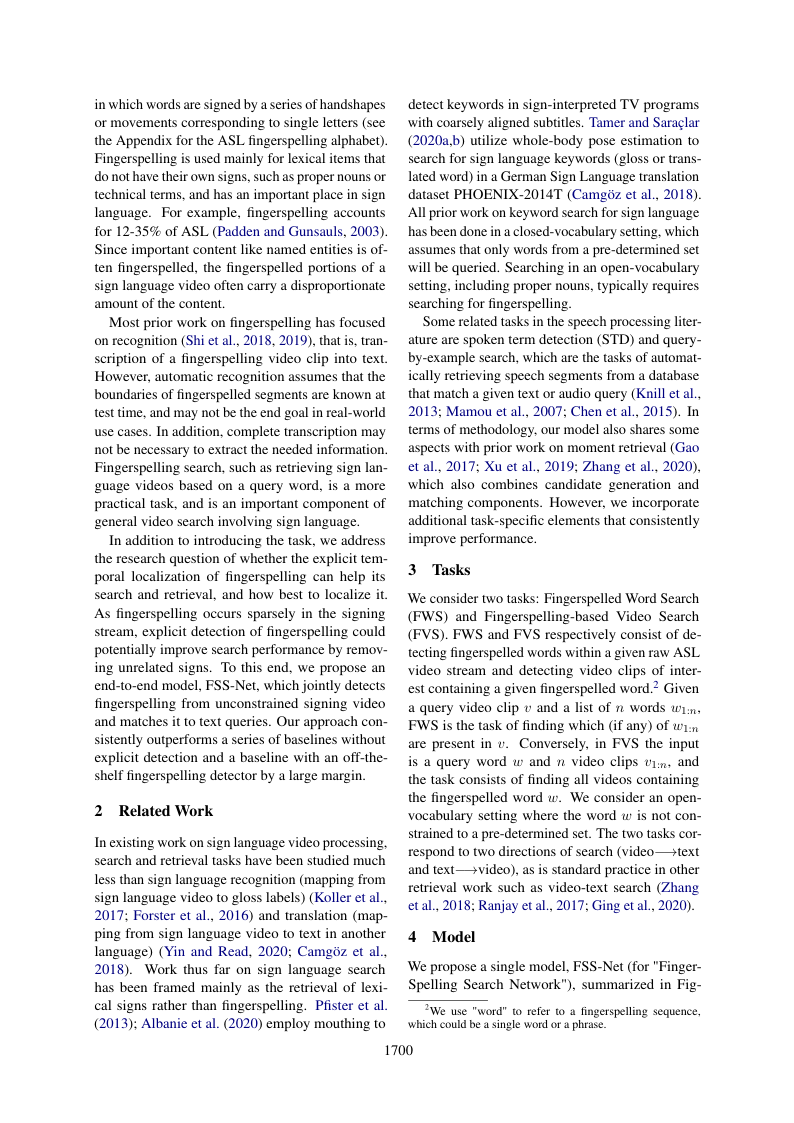 in which words are signed by a series of handshapes
or movements corresponding to single letters (see
the Appendix for the ASL fingerspelling alphabet).
Fingerspelling is used mainly for lexical items that
do not have their own signs, such as proper nouns or
technical terms, and has an important place in sign
language. For example, fingerspelling accounts
for 12-35% of ASL (Padden and Gunsauls, 2003).
Since important content like named entities is of-
ten fingerspelled, the fingerspelled portions of a
sign language video often carry a disproportionate
amount of the content.
Most prior work on fingerspelling has focused
on recognition (Shi et al., 2018, 2019), that is, tran-
scription of a fingerspelling video clip into text.
However, automatic recognition assumes that the
boundaries of fingerspelled segments are known at
test time, and may not be the end goal in real-world
use cases. In addition, complete transcription may
not be necessary to extract the needed information.
Fingerspelling search, such as retrieving sign lan-
guage videos based on a query word, is a more
practical task, and is an important component of
general video search involving sign language.
In addition to introducing the task, we address
the research question of whether the explicit tem-
poral localization of fingerspelling can help its
search and retrieval, and how best to localize it.
As fingerspelling occurs sparsely in the signing
stream, explicit detection of fingerspelling could
potentially improve search performance by remov-
ing unrelated signs. To this end, we propose an
end-to-end model, FSS-Net, which jointly detects
fingerspelling from unconstrained signing video
and matches it to text queries. Our approach con-
sistently outperforms a series of baselines without
explicit detection and a baseline with an off-the-
shelf fingerspelling detector by a large margin.
2 Related Work
In existing work on sign language video processing,
search and retrieval tasks have been studied much
less than sign language recognition (mapping from
sign language video to gloss labels) (Koller et al.,
2017; Forster et al., 2016) and translation (map-
ping from sign language video to text in another
language) (Yin and Read, 2020; Camgöz et al.,
2018). Work thus far on sign language search
has been framed mainly as the retrieval of lexi-
cal signs rather than fingerspelling. Pfister et al.
(2013); Albanie et al. (2020) employ mouthing to
detect keywords in sign-interpreted TV programs
with coarsely aligned subtitles. Tamer and Saraçlar
(2020a,b) utilize whole-body pose estimation to
search for sign language keywords (gloss or trans-
lated word) in a German Sign Language translation
dataset PHOENIX-2014T (Camgöz et al., 2018).
All prior work on keyword search for sign language
has been done in a closed-vocabulary setting, which
assumes that only words from a pre-determined set
will be queried. Searching in an open-vocabulary
setting, including proper nouns, typically requires
searching for fingerspelling.
Some related tasks in the speech processing liter-
ature are spoken term detection (STD) and query-
by-example search, which are the tasks of automat-
ically retrieving speech segments from a database
that match a given text or audio query (Knill et al.,
2013; Mamou et al., 2007; Chen et al., 2015). In
terms of methodology, our model also shares some
aspects with prior work on moment retrieval (Gao
et al., 2017; Xu et al., 2019; Zhang et al., 2020),
which also combines candidate generation and
matching components. However, we incorporate
additional task-specific elements that consistently
improve performance.
3 Tasks
We consider two tasks: Fingerspelled Word Search
(FWS) and Fingerspelling-based Video Search
(FVS). FWS and FVS respectively consist of de-
tecting fingerspelled words within a given raw ASL
video stream and detecting video clips of inter-
est containing a given fingerspelled word.² Given
a query video clip v and a list of n words w₁:ₙ,
FWS is the task of finding which (if any) of w₁:ₙ
are present in v. Conversely, in FVS the input
is a query word w and n video clips v₁:ₙ, and
the task consists of finding all videos containing
the fingerspelled word w. We consider an open-
vocabulary setting where the word w is not con-
strained to a pre-determined set. The two tasks cor-
respond to two directions of search (video⟶text
and text⟶video), as is standard practice in other
retrieval work such as video-text search (Zhang
et al., 2018; Ranjay et al., 2017; Ging et al., 2020).
4 Model
We propose a single model, FSS-Net (for "Finger-
Spelling Search Network"), summarized in Fig-
²We use "word" to refer to a fingerspelling sequence,
which could be a single word or a phrase.
1700